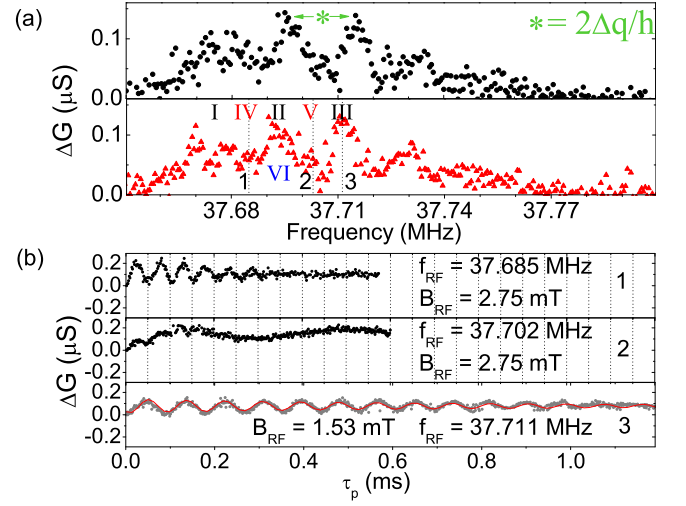 (a)
* = 2Δq/h
*
0.1
0.0
ΔG (μS)
I IV II V III
0.1
VI
1 2 3
0.0
37.68 37.71 37.74 37.77
Frequency (MHz)
(b)
0.2
0.0
-0.2
f_RF = 37.685 MHz
B_RF = 2.75 mT
1
ΔG (μS)
0.2
0.0
-0.2
f_RF = 37.702 MHz
B_RF = 2.75 mT
2
0.2
0.0
-0.2
B_RF = 1.53 mT f_RF = 37.711 MHz 3
0.0 0.2 0.4 0.6 0.8 1.0
τ_p (ms)